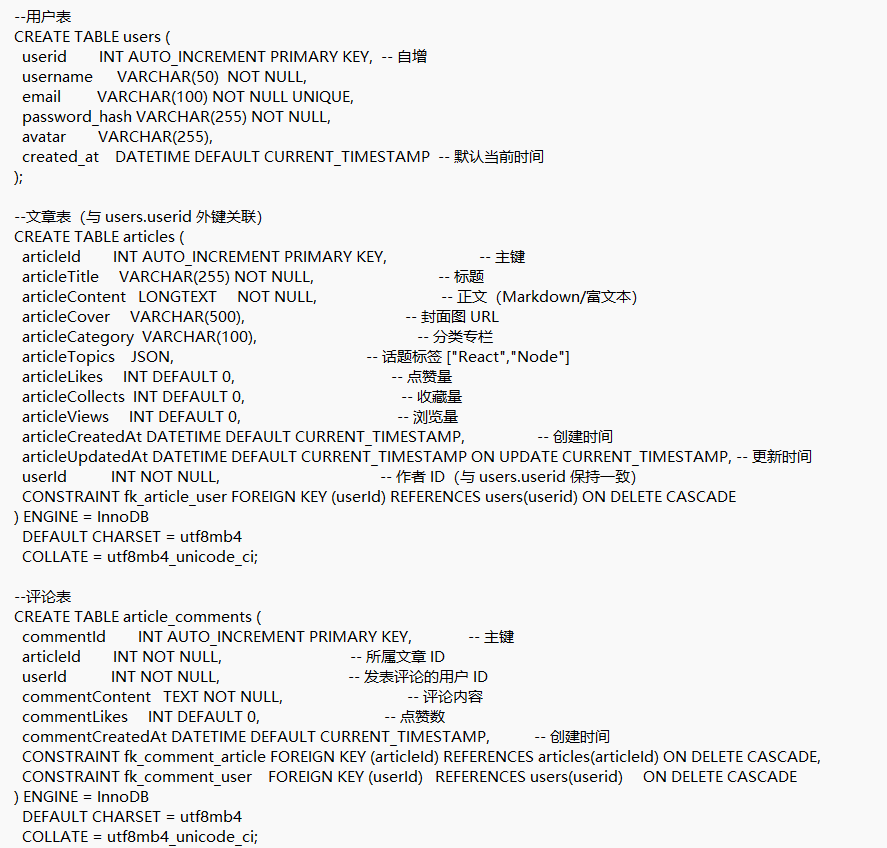 --用户表
CREATE TABLE users (
userid INT AUTO_INCREMENT PRIMARY KEY, -- 自增
username VARCHAR(50) NOT NULL,
email VARCHAR(100) NOT NULL UNIQUE,
password_hash VARCHAR(255) NOT NULL,
avatar VARCHAR(255),
created_at DATETIME DEFAULT CURRENT_TIMESTAMP -- 默认当前时间
);

--文章表（与 users.userid 外键关联）
CREATE TABLE articles (
articleId INT AUTO_INCREMENT PRIMARY KEY, -- 主键
articleTitle VARCHAR(255) NOT NULL, -- 标题
articleContent LONGTEXT NOT NULL, -- 正文（Markdown/富文本）
articleCover VARCHAR(500), -- 封面图 URL
articleCategory VARCHAR(100), -- 分类专栏
articleTopics JSON, -- 话题标签 ["React","Node"]
articleLikes INT DEFAULT 0, -- 点赞量
articleCollects INT DEFAULT 0, -- 收藏量
articleViews INT DEFAULT 0, -- 浏览量
articleCreatedAt DATETIME DEFAULT CURRENT_TIMESTAMP, -- 创建时间
articleUpdatedAt DATETIME DEFAULT CURRENT_TIMESTAMP ON UPDATE CURRENT_TIMESTAMP, -- 更新时间
userId INT NOT NULL, -- 作者 ID（与 users.userid 保持一致）
CONSTRAINT fk_article_user FOREIGN KEY (userId) REFERENCES users(userid) ON DELETE CASCADE
) ENGINE = InnoDB
DEFAULT CHARSET = utf8mb4
COLLATE = utf8mb4_unicode_ci;

--评论表
CREATE TABLE article_comments (
commentId INT AUTO_INCREMENT PRIMARY KEY, -- 主键
articleId INT NOT NULL, -- 所属文章 ID
userId INT NOT NULL, -- 发表评论的用户 ID
commentContent TEXT NOT NULL, -- 评论内容
commentLikes INT DEFAULT 0, -- 点赞数
commentCreatedAt DATETIME DEFAULT CURRENT_TIMESTAMP, -- 创建时间
CONSTRAINT fk_comment_article FOREIGN KEY (articleId) REFERENCES articles(articleId) ON DELETE CASCADE,
CONSTRAINT fk_comment_user FOREIGN KEY (userId) REFERENCES users(userid) ON DELETE CASCADE
) ENGINE = InnoDB
DEFAULT CHARSET = utf8mb4
COLLATE = utf8mb4_unicode_ci;